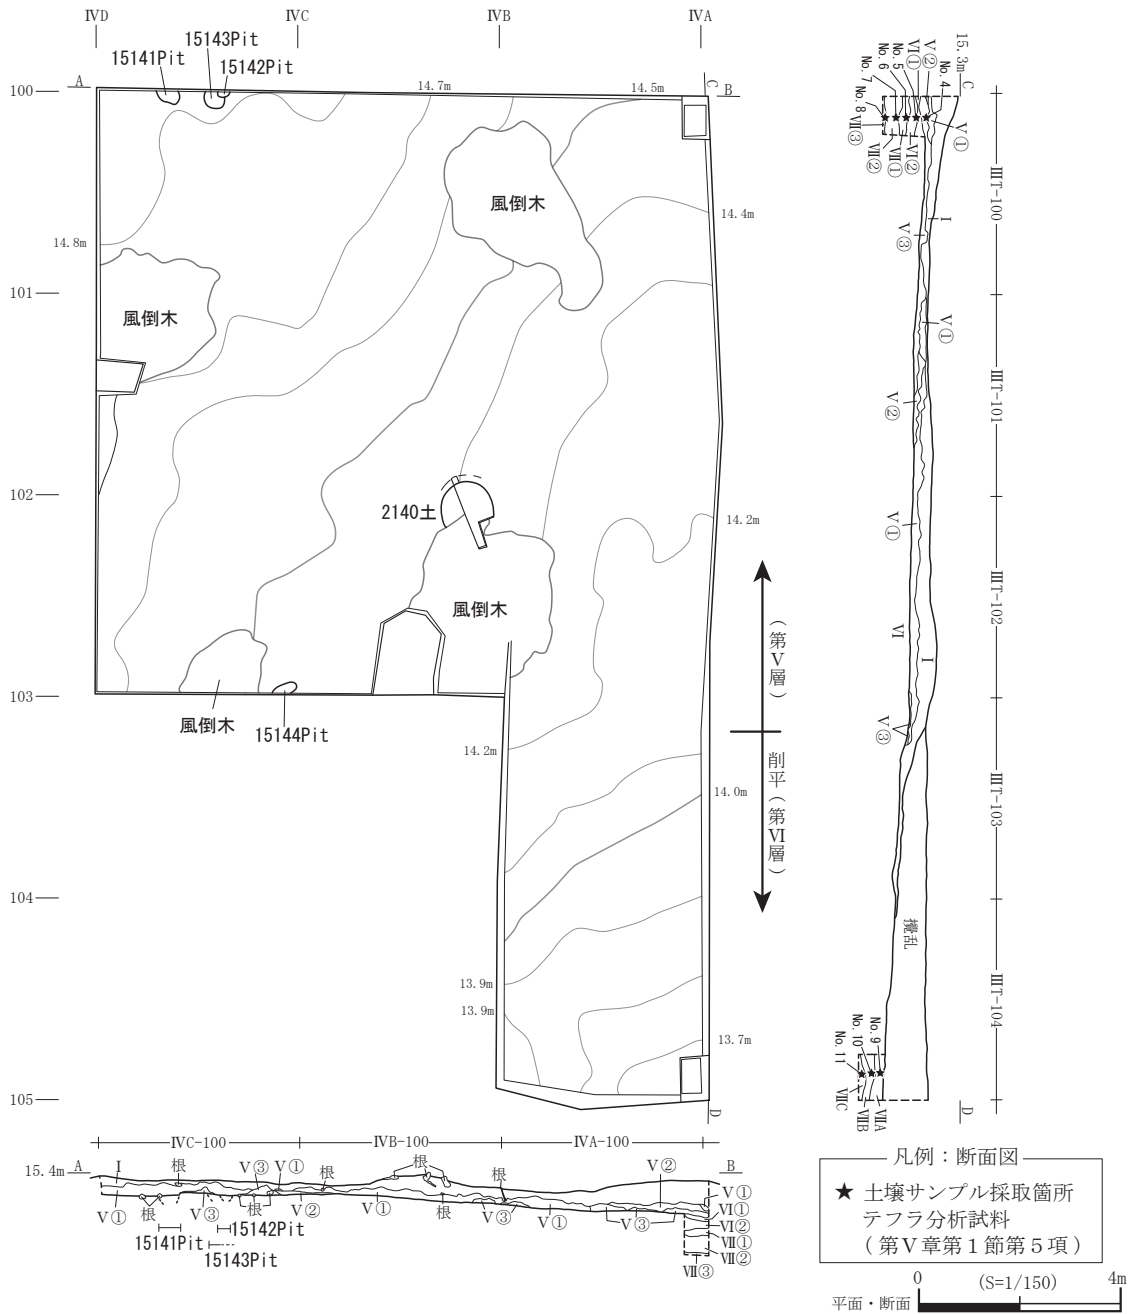 ⅣD
ⅣC
ⅣB
ⅣA
15143Pit
15141Pit
15142Pit
A
14.7m
14.5m
C
B
100
14.8m
風倒木
14.4m
101
風倒木
102
2140土
14.2m
風倒木
103
風倒木
15144Pit
14.2m
14.0m
104
13.9m
13.9m
13.7m
105
D
(第Ⅴ層)
削平(第Ⅵ層)
15.3m
C
No.4
Ⅴ②
Ⅵ①
No.5
No.6
No.7
No.8
Ⅴ①
Ⅵ②
Ⅶ①
Ⅶ②
Ⅶ③
ⅢT-100
Ⅰ
Ⅴ③
Ⅴ①
ⅢT-101
Ⅴ②
Ⅴ①
ⅢT-102
Ⅵ
Ⅰ
Ⅴ③
ⅢT-103
攪乱
ⅢT-104
No.9
No.10
No.11
ⅦA
ⅦB
ⅦC
D
ⅣC-100
ⅣB-100
ⅣA-100
15.4m
A
Ⅰ
根
Ⅴ③
Ⅴ①
根
根
根
Ⅴ②
B
Ⅴ①
根
Ⅴ③
根
Ⅴ②
Ⅴ①
根
Ⅴ③
Ⅴ①
Ⅴ③
Ⅴ①
Ⅵ①
Ⅵ②
Ⅶ①
Ⅶ②
Ⅶ③
15142Pit
15141Pit
15143Pit
凡例:断面図
★ 土壌サンプル採取箇所
テフラ分析試料
(第Ⅴ章第1節第5項)
0
(S=1/150)
4m
平面・断面